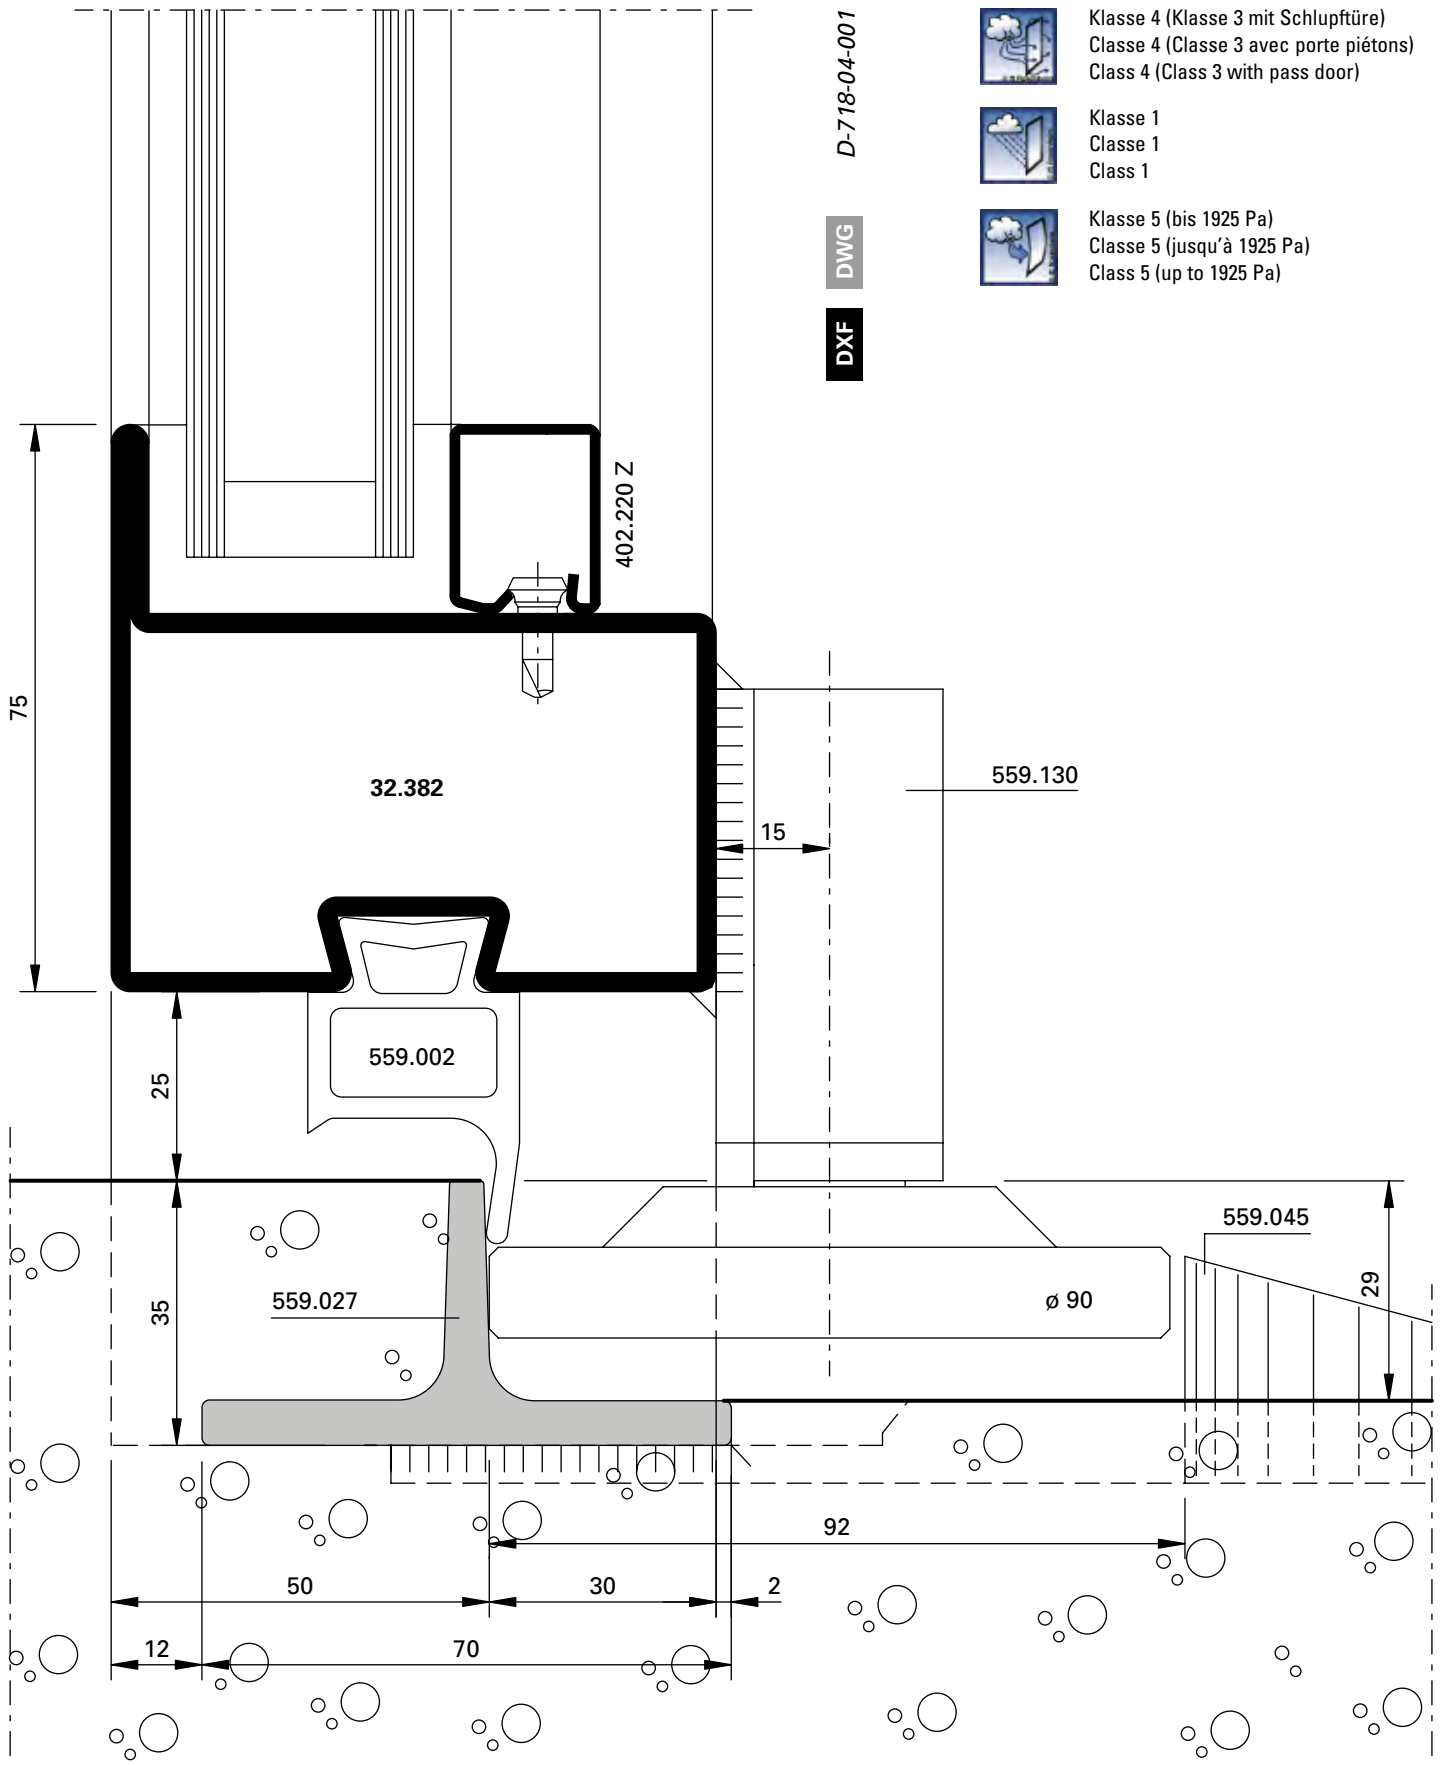 D-718-04-001
Klasse 4 (Klasse 3 mit Schlupftüre)
Classe 4 (Classe 3 avec porte piétons)
Class 4 (Class 3 with pass door)
Klasse 1
Classe 1
Class 1
DWG
Klasse 5 (bis 1925 Pa)
Classe 5 (jusqu'à 1925 Pa)
Class 5 (up to 1925 Pa)
DXF
402.220 Z
75
32.382
559.130
15
559.002
25
559.045
35
559.027
ø 90
29
92
50
30
2
12
70